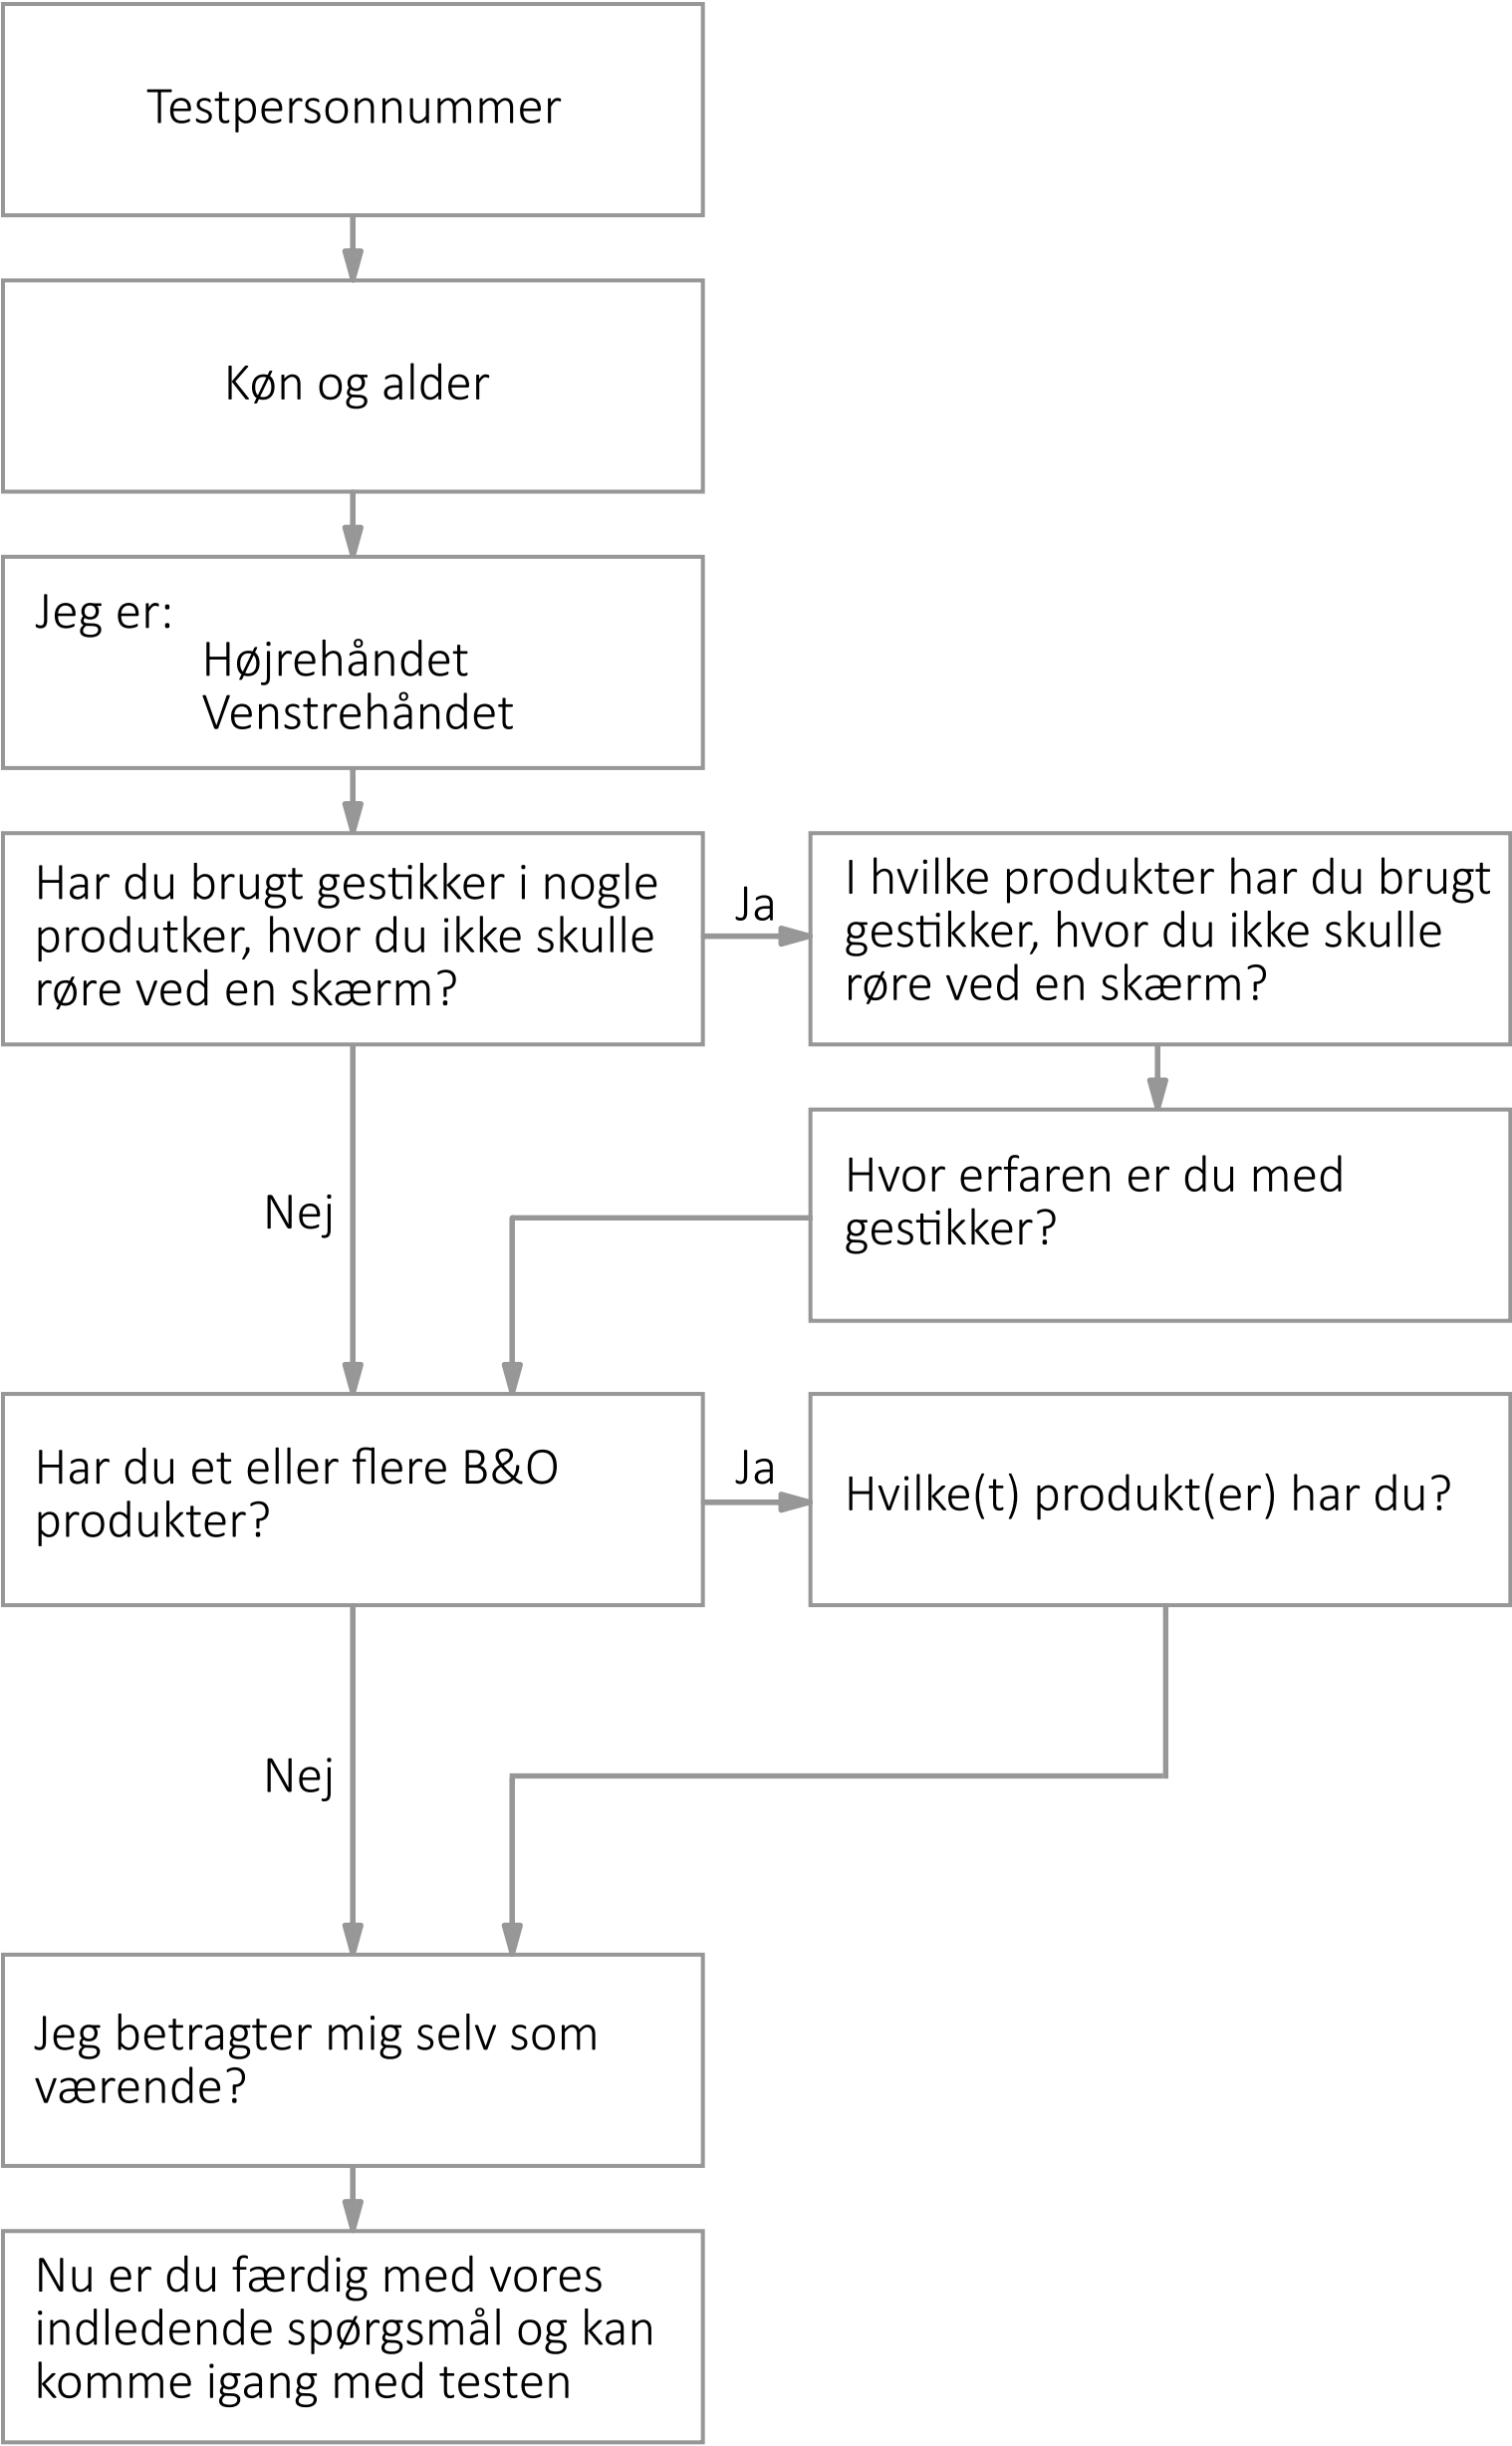 Testpersonnummer
Køn og alder
Jeg er:
Højrehåndet
Venstrehåndet
Har du brugt gestikker i nogle
produtker, hvor du ikke skulle
røre ved en skærm?
Ja
I hvilke produkter har du brugt
gestikker, hvor du ikke skulle
røre ved en skærm?
Hvor erfaren er du med
gestikker?
Nej
Har du et eller flere B&O
produkter?
Ja
Hvilke(t) produkt(er) har du?
Nej
Jeg betragter mig selv som
værende?
Nu er du færdig med vores
indledende spørgsmål og kan
komme igang med testen